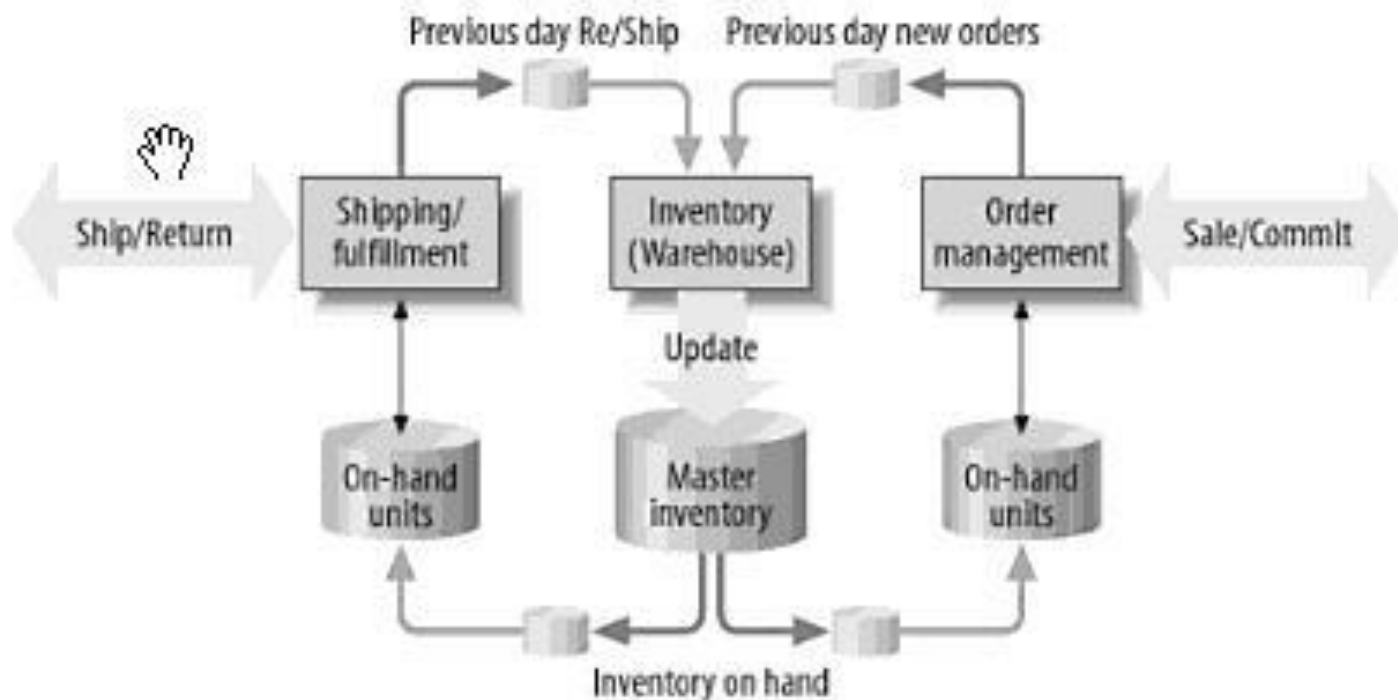 Previous day Re/Ship
Previous day new orders
Ship/Return
Shipping/
fulfillment
Inventory
(Warehouse)
Order
management
Sale/Commit
Update
On-hand
units
Master
inventory
On-hand
units
Inventory on hand